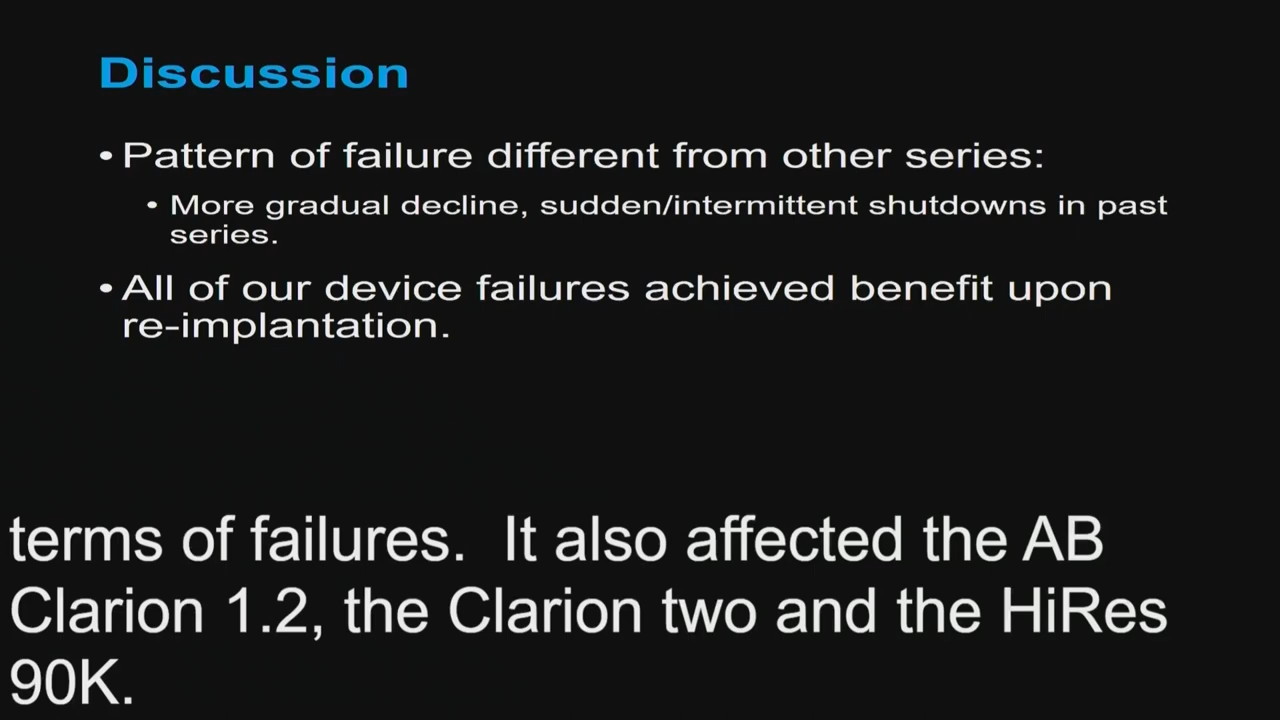 Discussion
• Pattern of failure different from other series:
• More gradual decline, sudden/intermittent shutdowns in past
series.
• All of our device failures achieved benefit upon
re-implantation.
terms of failures.  It also affected the AB
Clarion 1.2, the Clarion two and the HiRes
90K.